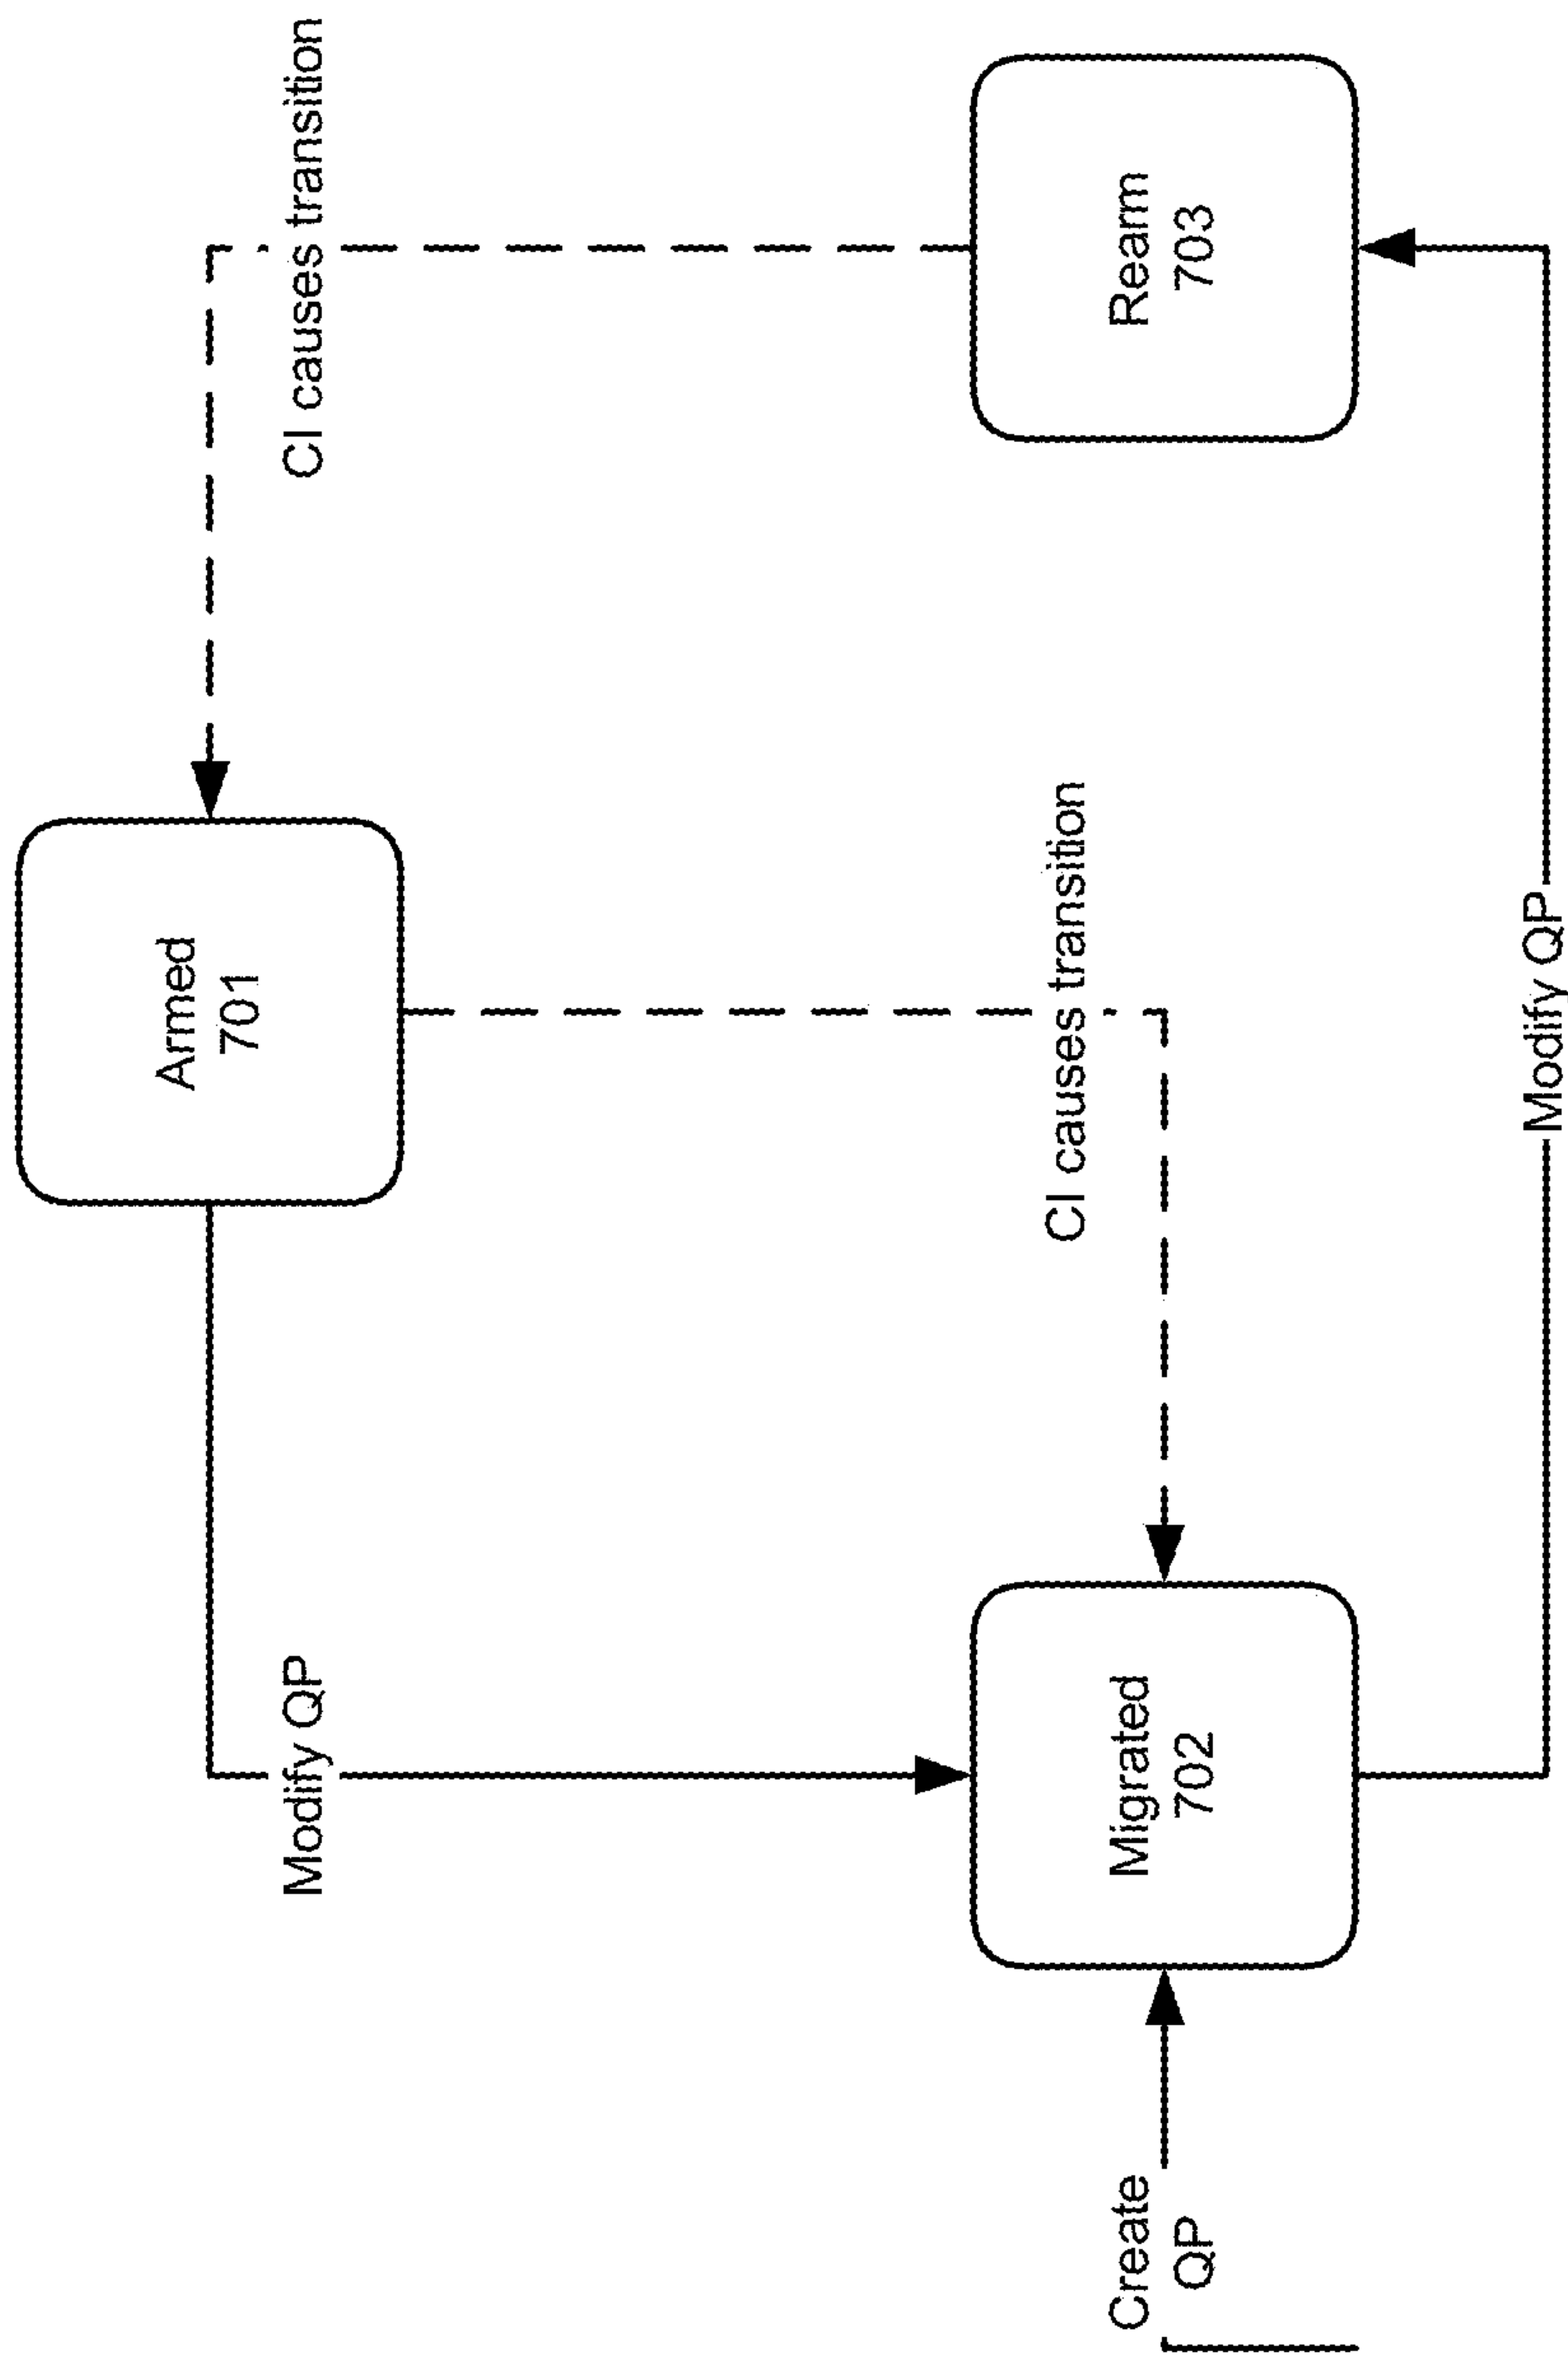 Armed
701
CI causes transition
Modify QP
CI causes transition
Create
QP
Migrated
702
Rearm
703
Modify QP